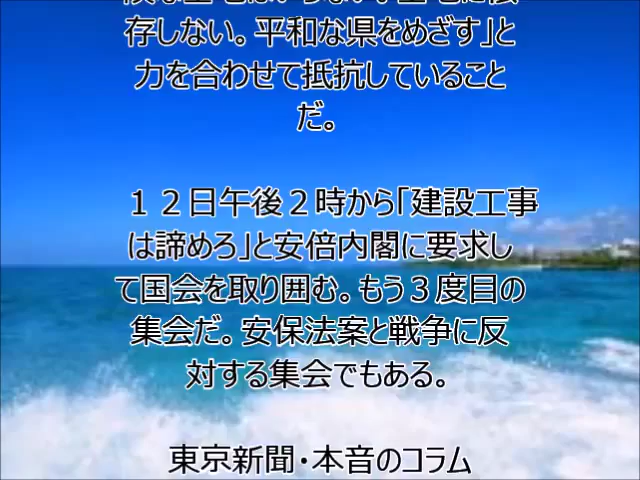 存しない。平和な県をめざす」と
力を合わせて抵抗していること
だ。
１２日午後２時から「建設工事
は諦めろ」と安倍内閣に要求し
て国会を取り囲む。もう３度目の
集会だ。安保法案と戦争に反
対する集会でもある。
東京新聞・本音のコラム